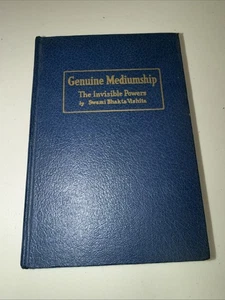 Genuine Mediumship
The Invisible Powers
by Swami Bhakta Vishita